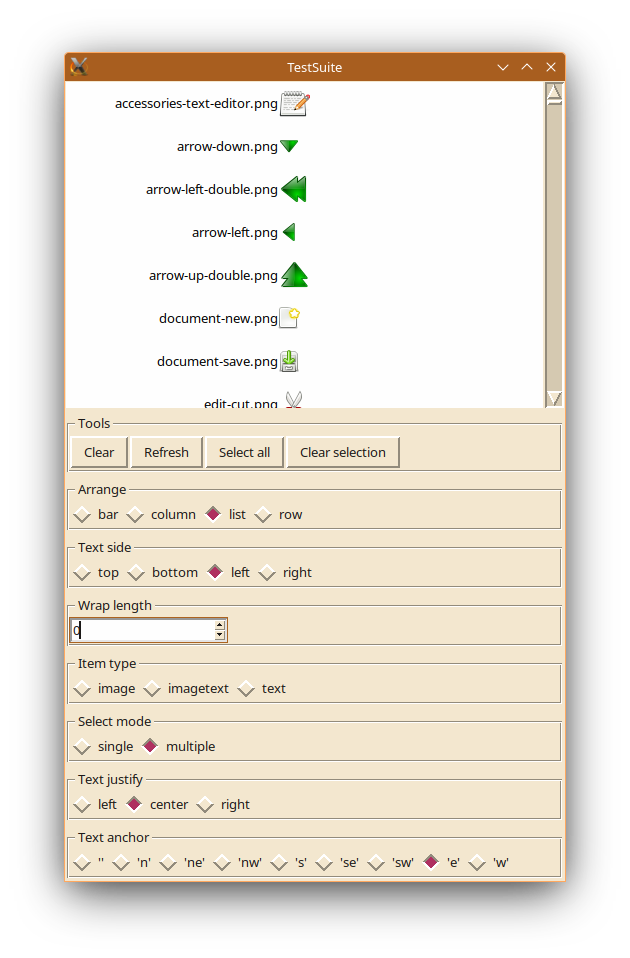 TestSuite
accessories-text-editor.png
arrow-down.png
arrow-left-double.png
arrow-left.png
arrow-up-double.png
document-new.png
document-save.png
edit-cut.png
Tools
Clear Refresh Select all Clear selection
Arrange
bar column list row
Text side
top bottom left right
Wrap length
0
Item type
image imagetext text
Select mode
single multiple
Text justify
left center right
Text anchor
'' 'n' 'ne' 'nw' 's' 'se' 'sw' 'e' 'w'